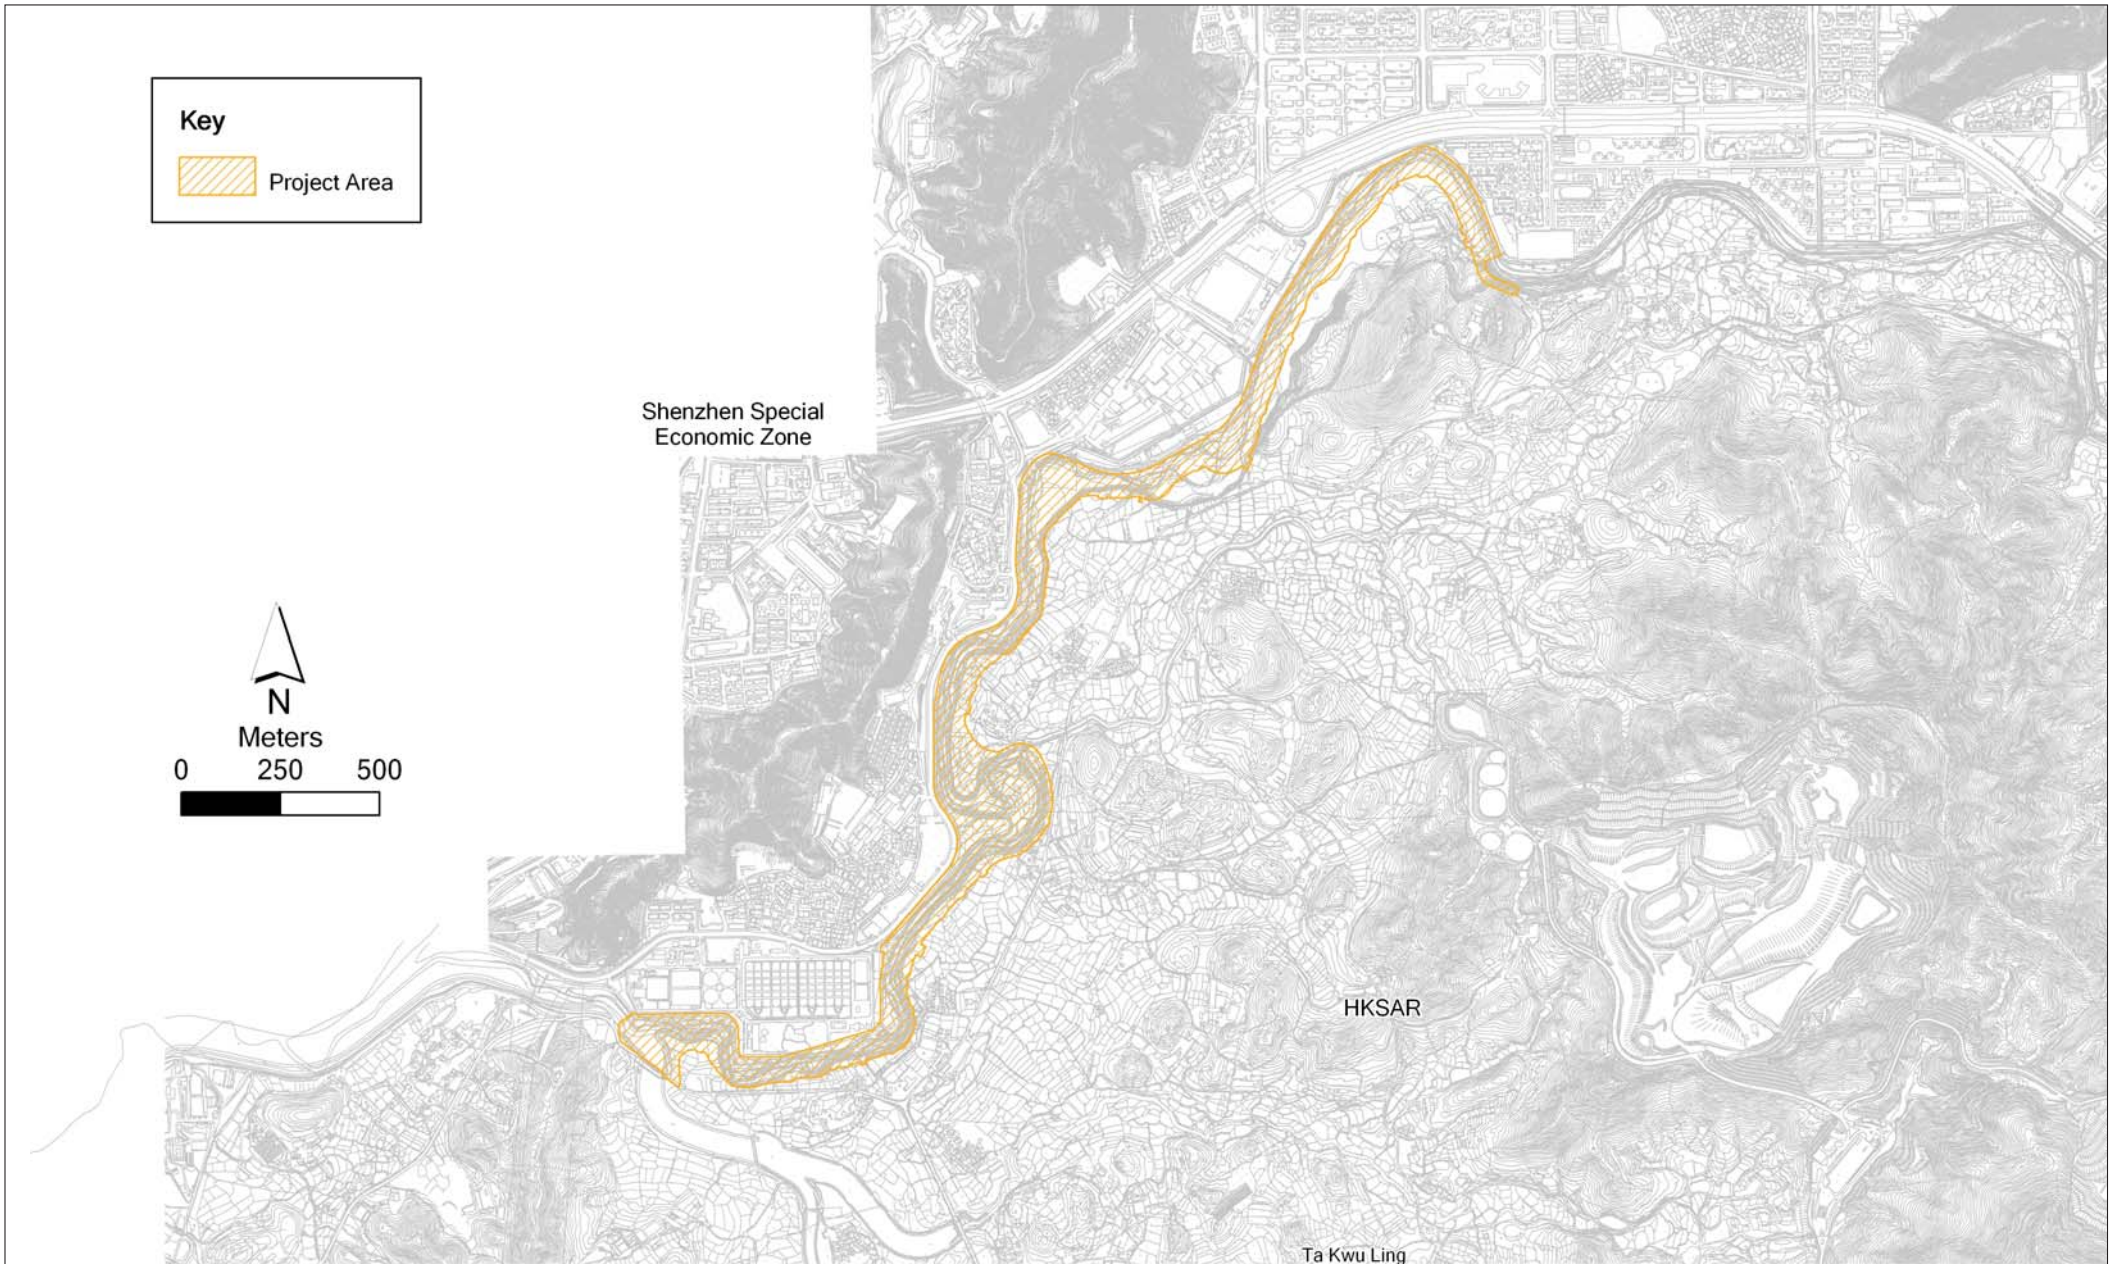 Key
Project Area
Shenzhen Special
Economic Zone
N
Meters
0 250 500
HKSAR
Ta Kwu Ling